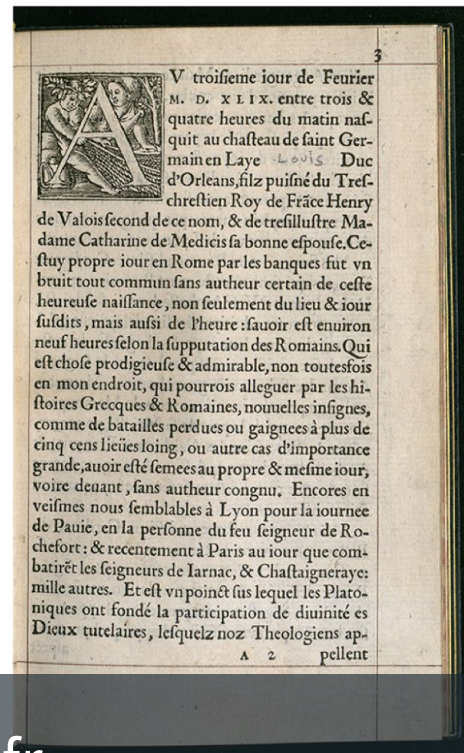 3
AV troiſieme iour de Feurier
M. D. XLIX. entre trois &
quatre heures du matin naſ-
quit au chaſteau de ſaint Ger-
main en Laye Louis Duc
d'Orleans, filz puiſné du Treſ-
chreſtien Roy de Frāce Henry
de Valois ſecond de ce nom, & de treſilluſtre Ma-
dame Catharine de Medicis ſa bonne eſpouſe. Ce-
ſtuy propre iour en Rome par les banques fut vn
bruit tout commun ſans autheur certain de ceſte
heureuſe naiſſance, non ſeulement du lieu & iour
ſuſdits, mais auſſi de l'heure : ſauoir eſt enuiron
neuf heures ſelon la ſupputation des Romains. Qui
eſt choſe prodigieuſe & admirable, non toutesfois
en mon endroit, qui pourrois alleguer par les hi-
ſtoires Grecques & Romaines, nouuelles inſignes,
comme de batailles perdues ou gaignees à plus de
cinq cens lieües loing, ou autre cas d'importance
grande, auoir eſté ſemees au propre & meſme iour,
voire deuant, ſans autheur congnu. Encores en
veiſmes nous ſemblables à Lyon pour la iournee
de Pauie, en la perſonne du feu ſeigneur de Ro-
chefort : & recentement à Paris au iour que com-
batirēt les ſeigneurs de Iarnac, & Chaſtaigneraye:
mille autres. Et eſt vn poinct ſus lequel les Plato-
niques ont fondé la participation de diuinité es
Dieux tutelaires, leſquelz noz Theologiens ap-
A 2 pellent